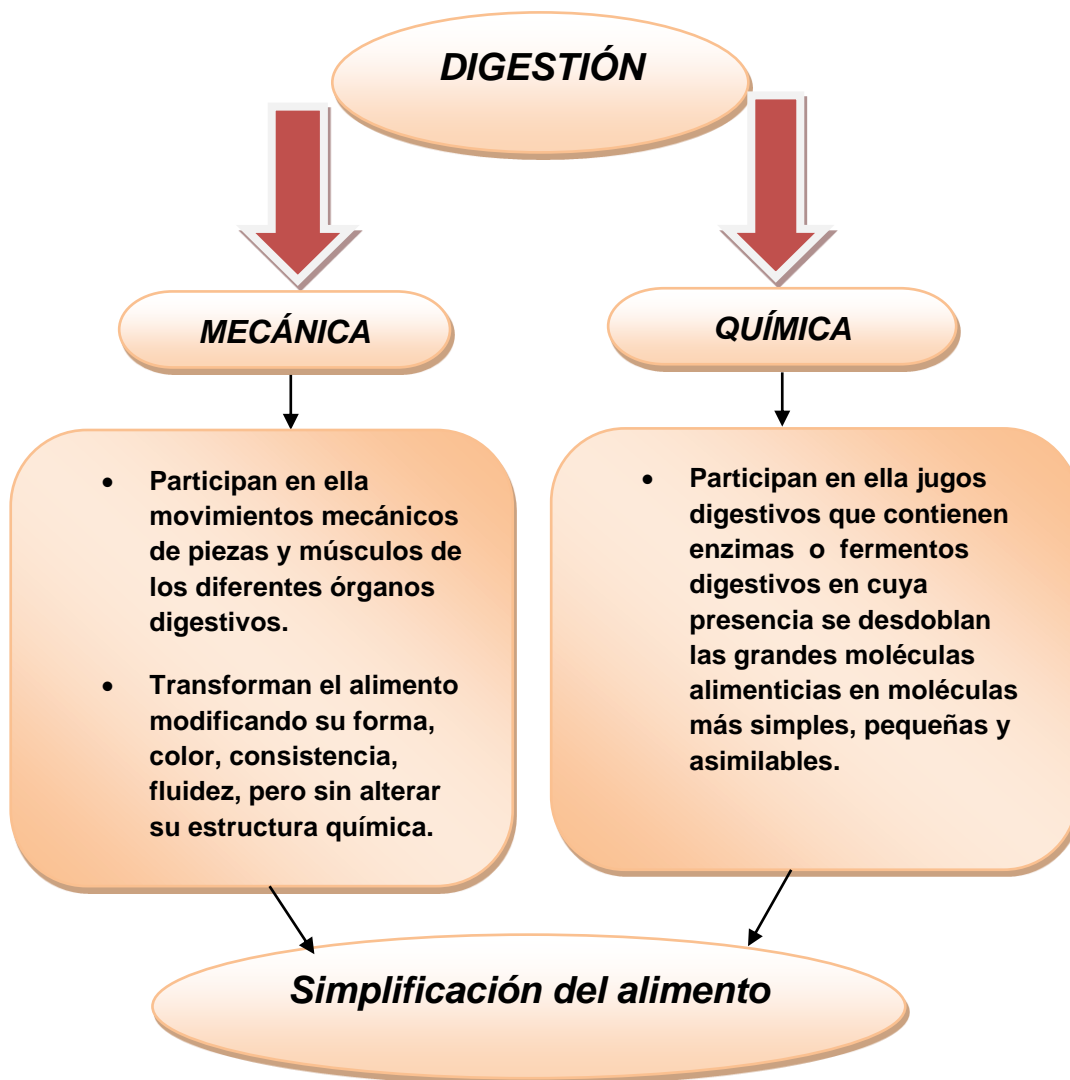 DIGESTIÓN
MECÁNICA
QUÍMICA
• Participan en ella
movimientos mecánicos
de piezas y músculos de
los diferentes órganos
digestivos.
• Transforman el alimento
modificando su forma,
color, consistencia,
fluidez, pero sin alterar
su estructura química.
• Participan en ella jugos
digestivos que contienen
enzimas o fermentos
digestivos en cuya
presencia se desdoblan
las grandes moléculas
alimenticias en moléculas
más simples, pequeñas y
asimilables.
Simplificación del alimento